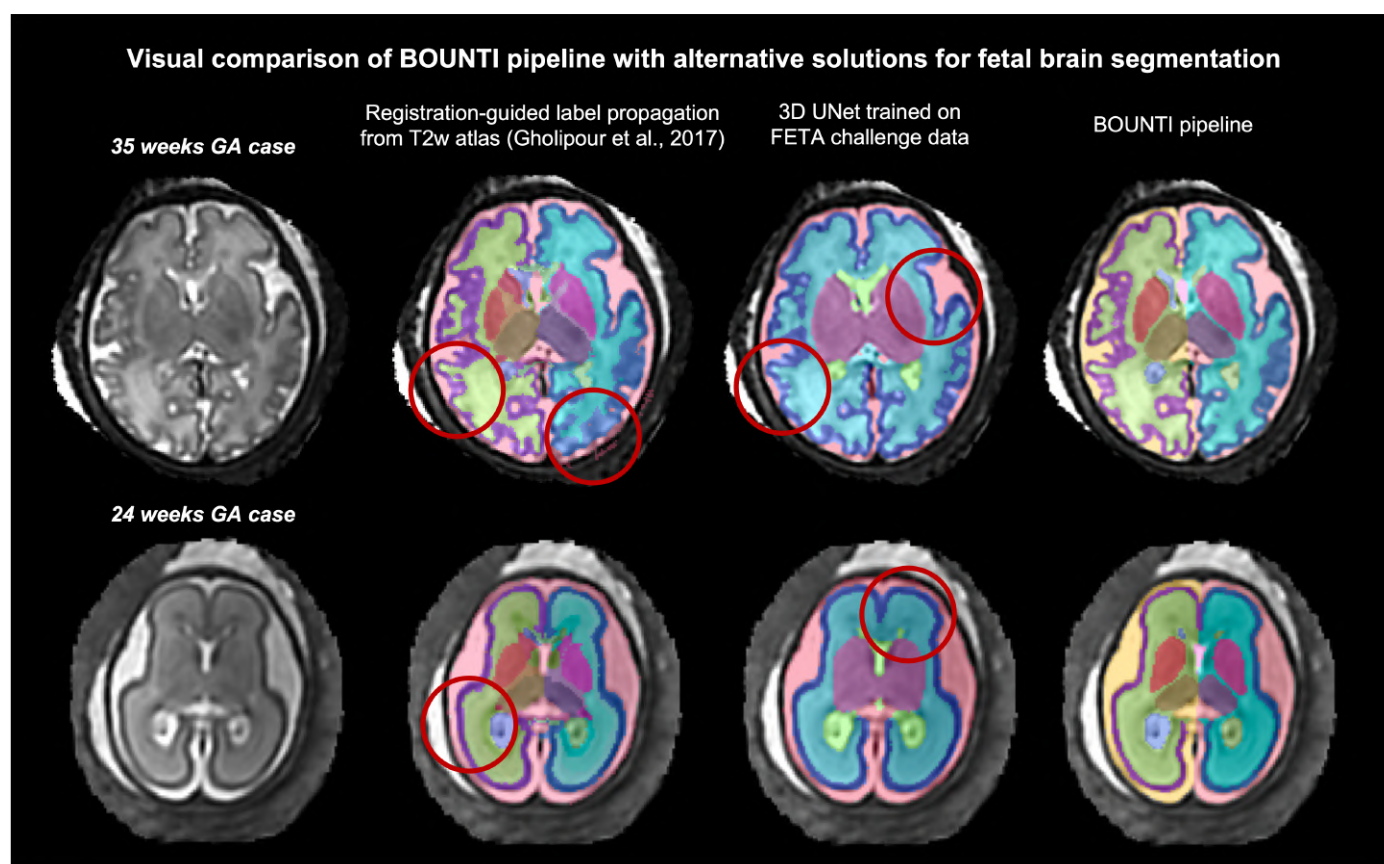 Visual comparison of BOUNTI pipeline with alternative solutions for fetal brain segmentation
35 weeks GA case
Registration-guided label propagation
from T2w atlas (Gholipour et al., 2017)
3D UNet trained on
FETA challenge data
BOUNTI pipeline
24 weeks GA case